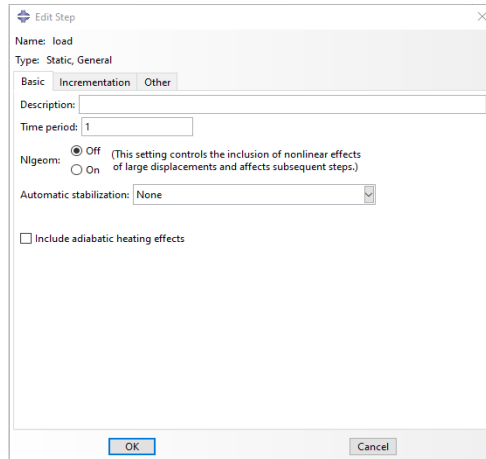 Edit Step
Name: load
Type: Static, General
Basic Incrementation Other
Description:
Time period: 1
Nlgeom: Off (This setting controls the inclusion of nonlinear effects
On of large displacements and affects subsequent steps.)
Automatic stabilization: None
Include adiabatic heating effects
OK Cancel